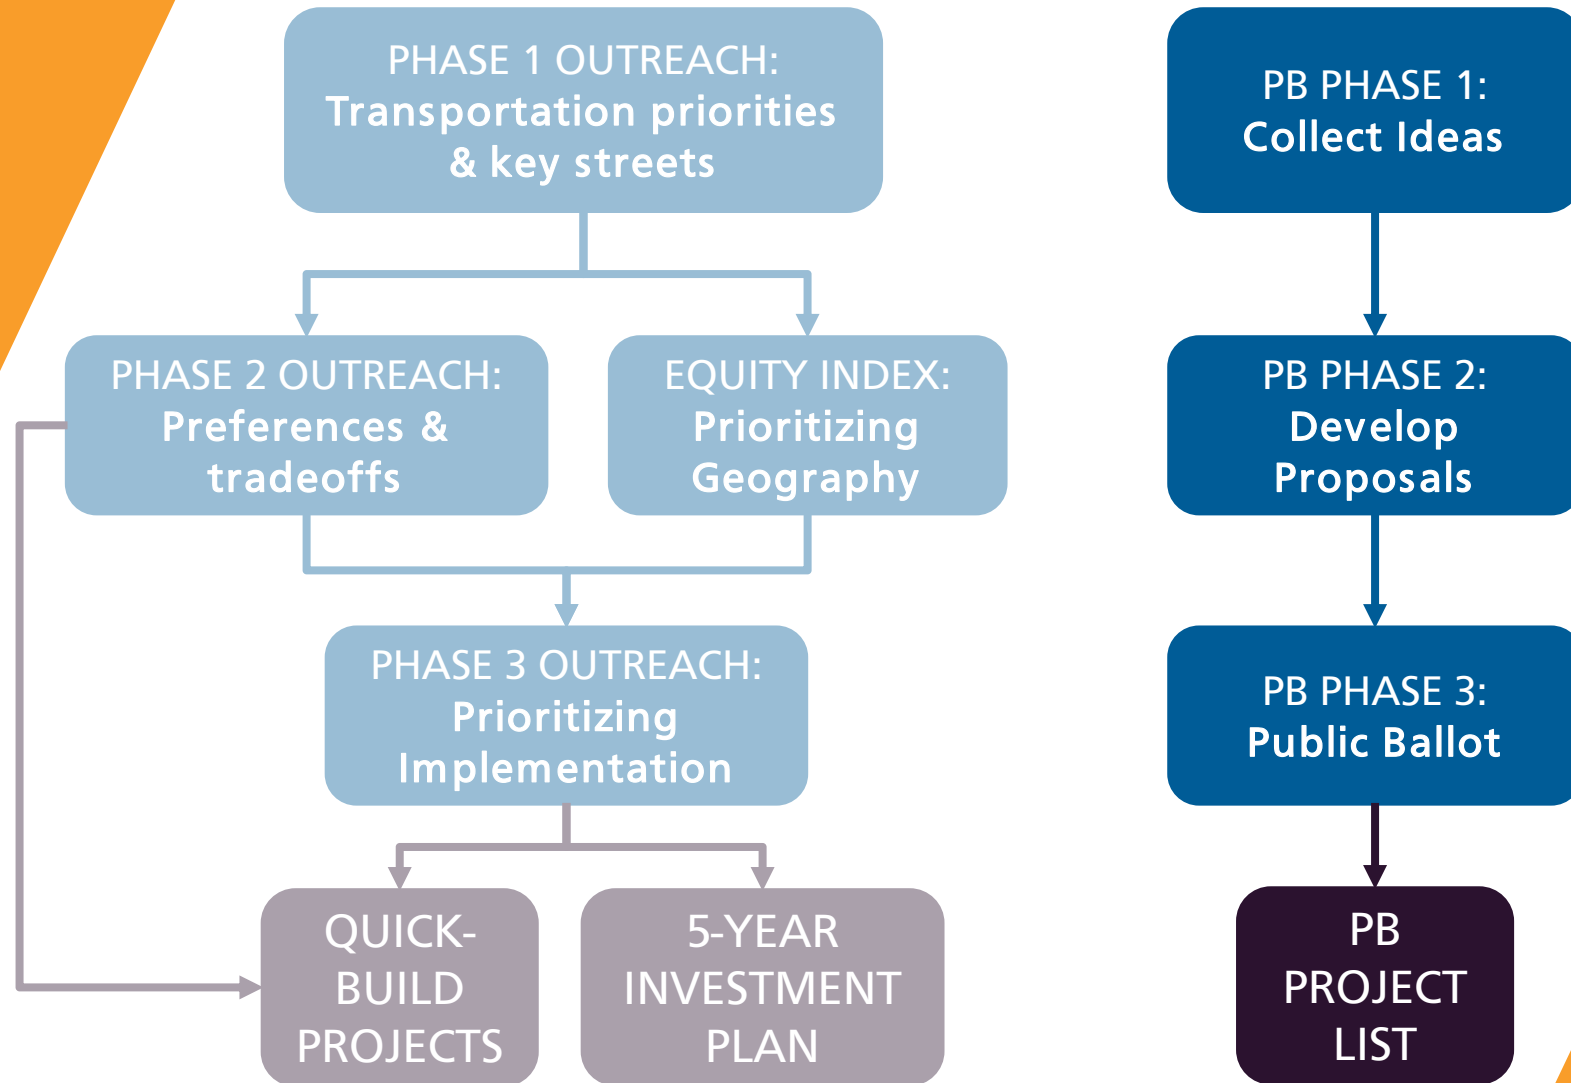 PHASE 1 OUTREACH:
Transportation priorities
& key streets
PB PHASE 1:
Collect Ideas
PHASE 2 OUTREACH:
Preferences &
tradeoffs
EQUITY INDEX:
Prioritizing
Geography
PB PHASE 2:
Develop
Proposals
PHASE 3 OUTREACH:
Prioritizing
Implementation
PB PHASE 3:
Public Ballot
QUICK-
BUILD
PROJECTS
5-YEAR
INVESTMENT
PLAN
PB
PROJECT
LIST